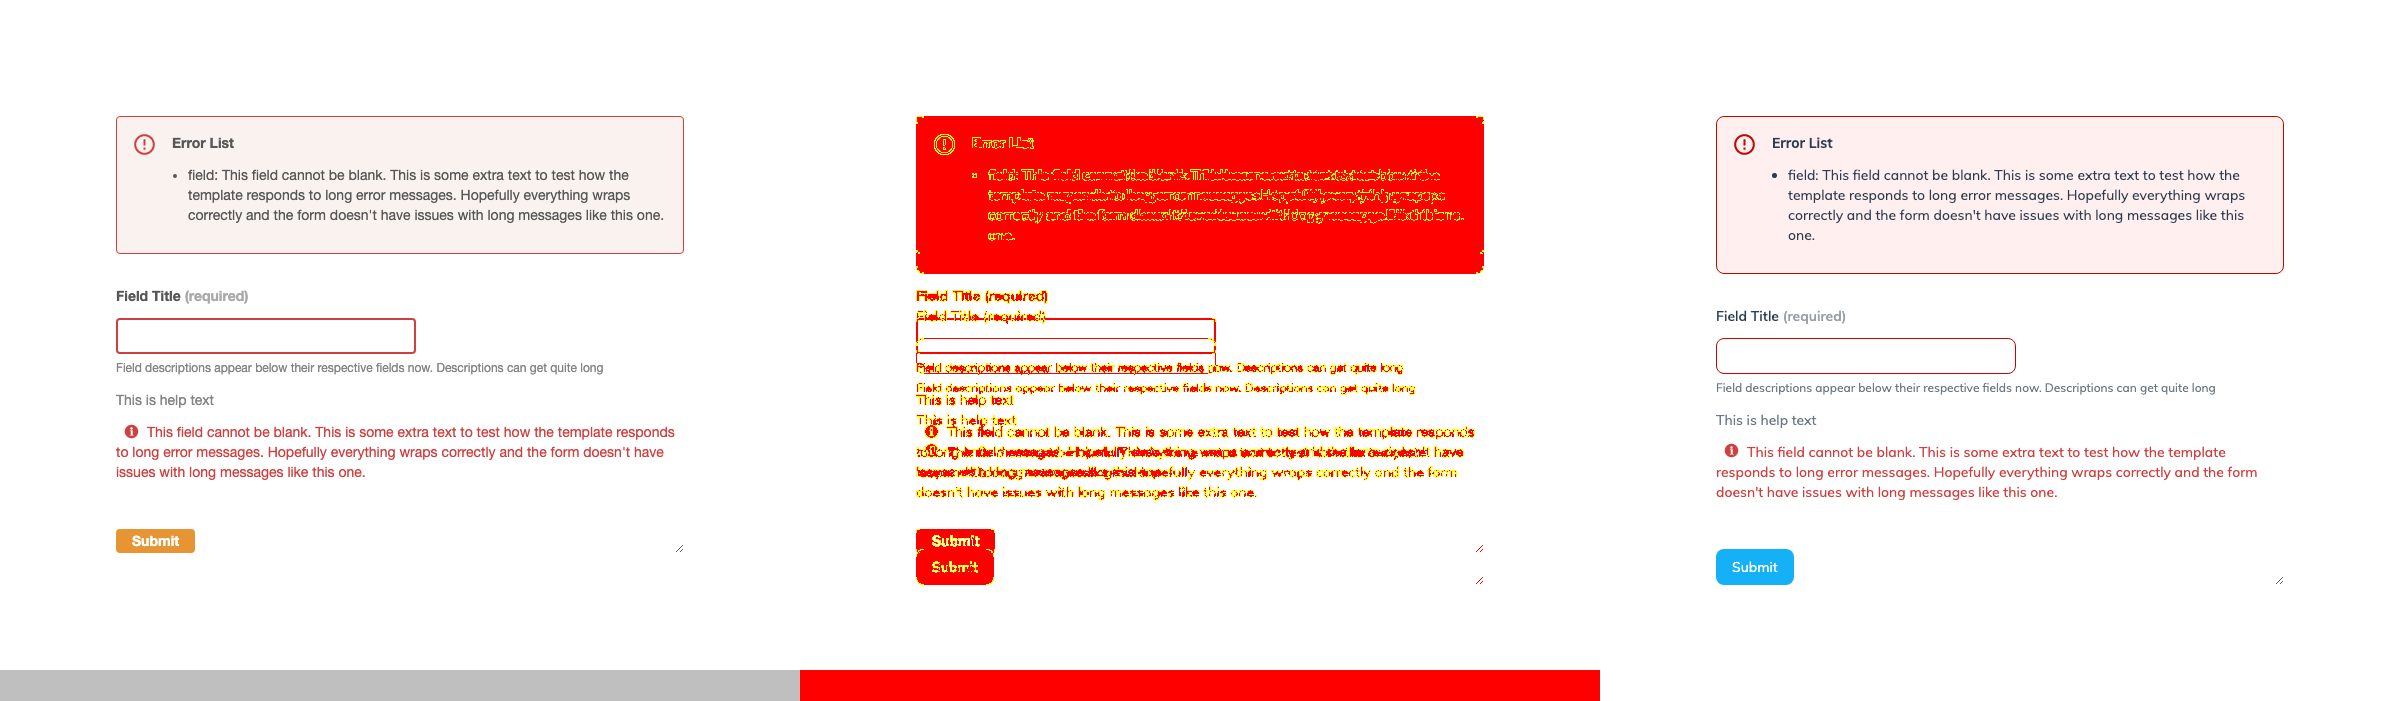 Error List
• field: This field cannot be blank. This is some extra text to test how the
template responds to long error messages. Hopefully everything wraps
correctly and the form doesn't have issues with long messages like this one.
Field Title (required)
Field descriptions appear below their respective fields now. Descriptions can get quite long
This is help text
This field cannot be blank. This is some extra text to test how the template responds
to long error messages. Hopefully everything wraps correctly and the form doesn't have
issues with long messages like this one.
Submit
Error List
one.
Field Title (required)
Field Title (required)
Field descriptions appear below their respective fields now. Descriptions can get quite long
Field descriptions appear below their respective fields now. Descriptions can get quite long
This is help text
This is help text
This field cannot be blank. This is some extra text to test how the template responds
hopefully everything wraps correctly and the form
doesn't have issues with long messages like this one.
Submit
Submit
Error List
• field: This field cannot be blank. This is some extra text to test how the
template responds to long error messages. Hopefully everything wraps
correctly and the form doesn't have issues with long messages like this
one.
Field Title (required)
Field descriptions appear below their respective fields now. Descriptions can get quite long
This is help text
This field cannot be blank. This is some extra text to test how the template
responds to long error messages. Hopefully everything wraps correctly and the form
doesn't have issues with long messages like this one.
Submit